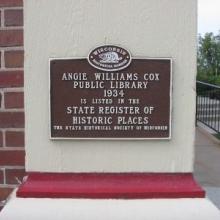 WISCONSIN
ANGIE WILLIAMS COX
PUBLIC LIBRARY
1934
IS LISTED IN THE
STATE REGISTER OF
HISTORIC PLACES
THE STATE HISTORICAL SOCIETY OF WISCONSIN